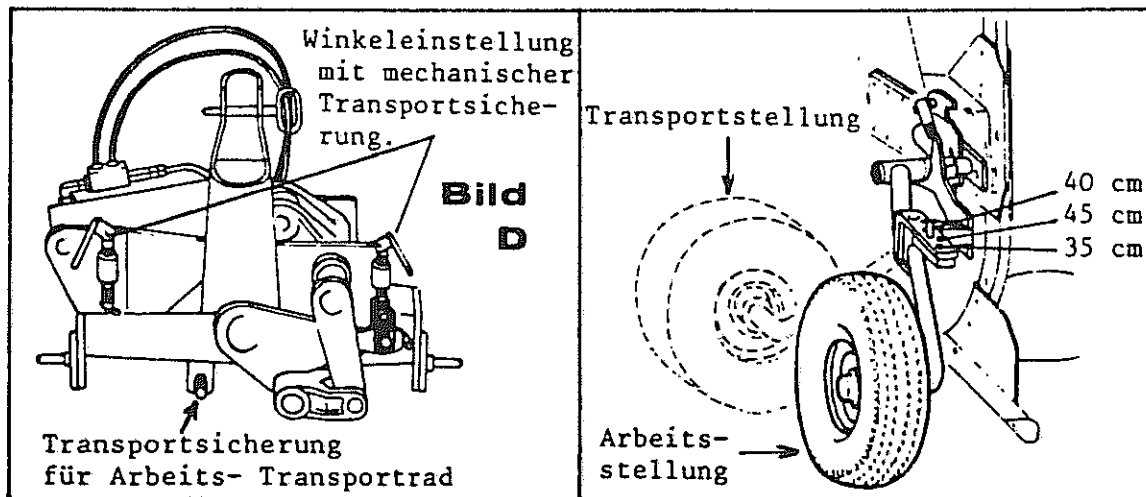 Winkeleinstellung
mit mechanischer
Transportsiche-
rung.
Bild
D
Transportsicherung
für Arbeits- Transportrad
Transportstellung
40 cm
45 cm
35 cm
Arbeits-
stellung